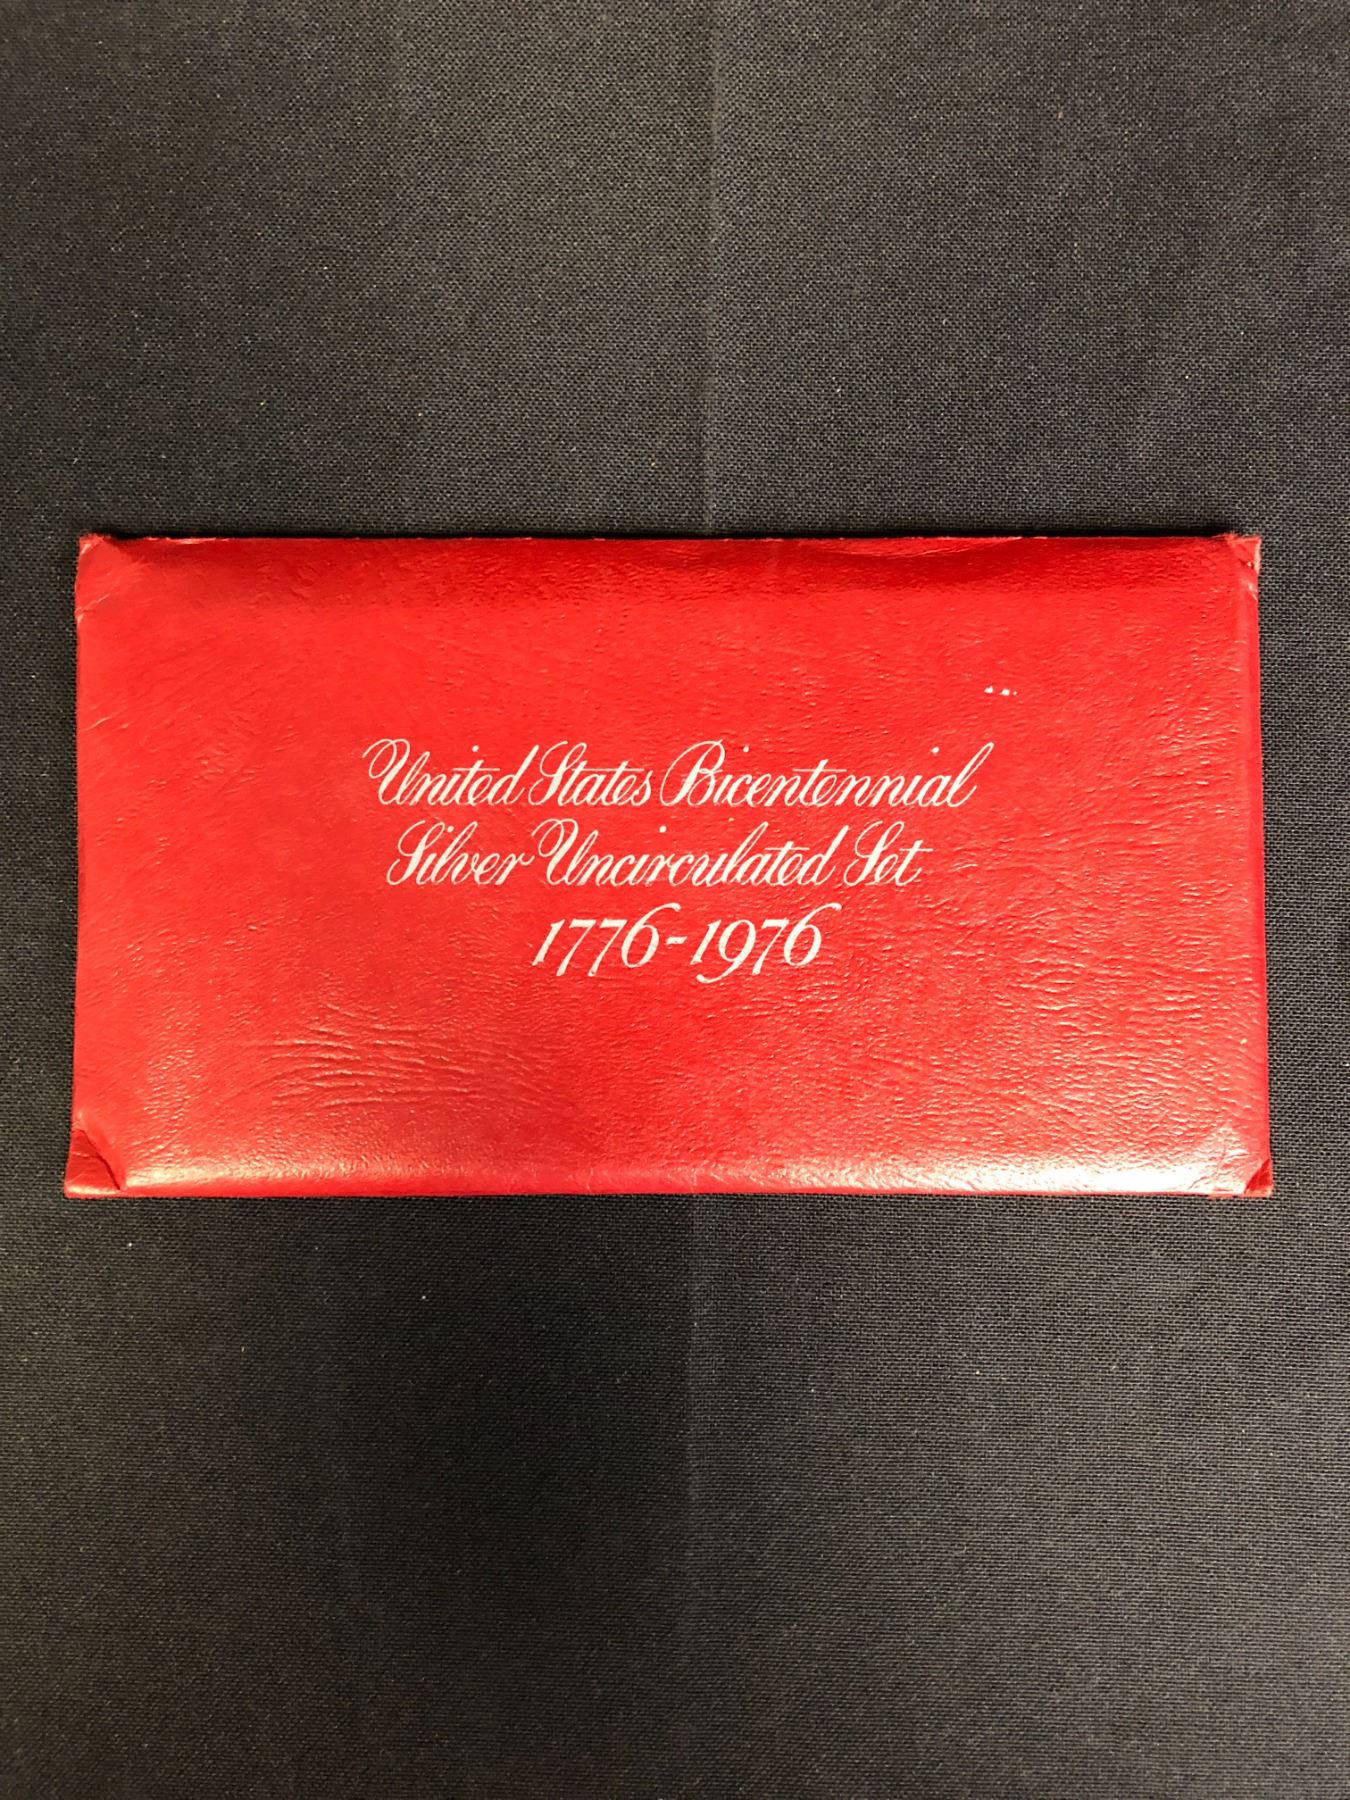 United States Bicentennial
Silver Uncirculated Set
1776-1976